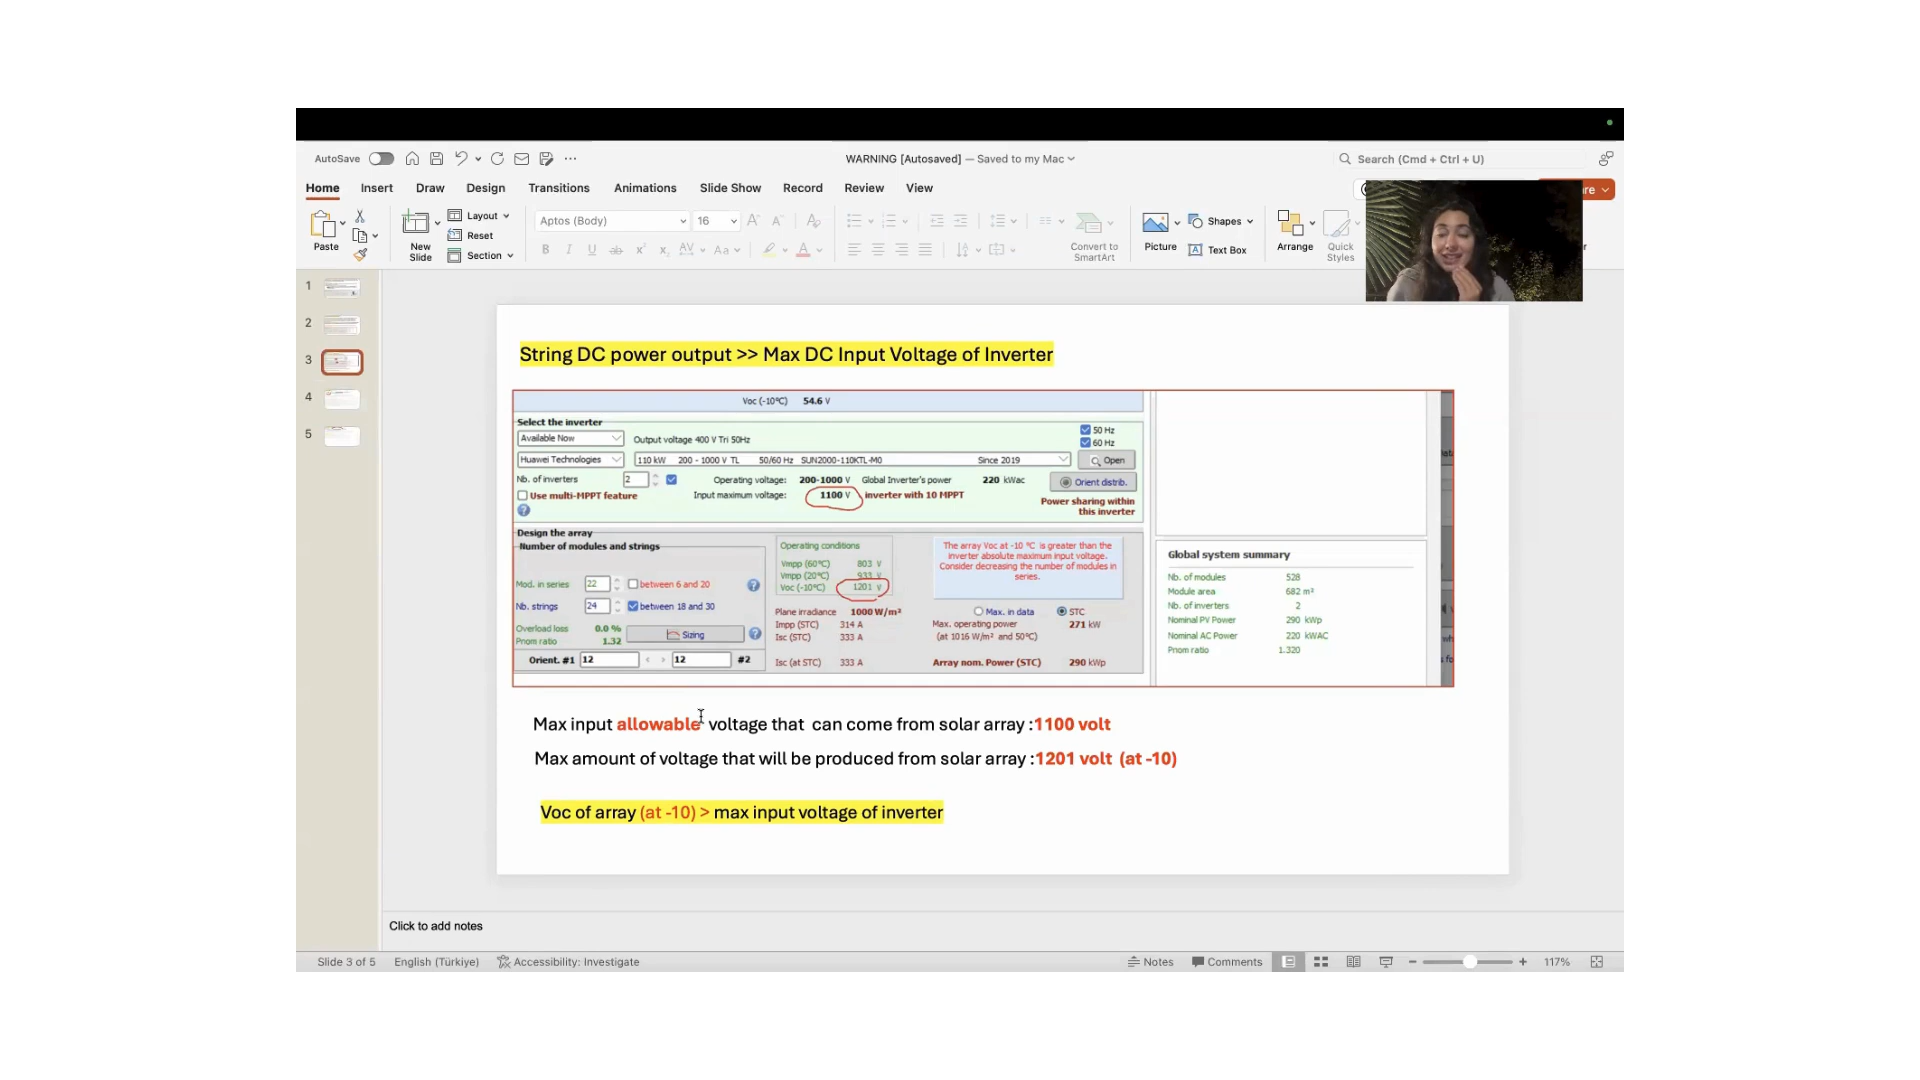 AutoSave
WARNING [Autosaved] — Saved to my Mac
Search (Cmd + Ctrl + U)
Home Insert Draw Design Transitions Animations Slide Show Record Review View
Paste
New Slide
Layout
Reset
Section
Aptos (Body) 16
Convert to SmartArt
Picture
Shapes
Text Box
Arrange
Quick Styles
1
2
3
4
5
String DC power output >> Max DC Input Voltage of Inverter
Voc (-10°C) 54.6 V
Select the inverter
Available Now Output voltage 400 V Tri 50Hz
50 Hz
60 Hz
Huawei Technologies 110 kW 200 - 1000 V TL 50/60 Hz SUN2000-110KTL-M0 Since 2019 Open
Nb. of inverters 2 Operating voltage: 200-1000 V Global Inverter's power 220 kWac Orient distrib.
Use multi-MPPT feature Input maximum voltage: 1100 V inverter with 10 MPPT
Power sharing within this inverter
Design the array
Number of modules and strings
Mod. in series 22 between 6 and 20
Nb. strings 24 between 18 and 30
Overload loss 0.0 %
Pnom ratio 1.32
Sizing
Orient. #1 12 < > 12 #2
Operating conditions
Vmpp (60°C) 803 V
Vmpp (20°C) 933 V
Voc (-10°C) 1201 V
Plane irradiance 1000 W/m²
Impp (STC) 314 A
Isc (STC) 333 A
Isc (at STC) 333 A
The array Voc at -10 °C is greater than the
inverter absolute maximum input voltage.
Consider decreasing the number of modules in
series.
Max. in data STC
Max. operating power 271 kW
(at 1016 W/m² and 50°C)
Array nom. Power (STC) 290 kWp
Global system summary
Nb. of modules 528
Module area 682 m²
Nb. of inverters 2
Nominal PV Power 290 kWp
Nominal AC Power 220 kWAC
Pnom ratio 1.320
Max input allowable voltage that can come from solar array :1100 volt
Max amount of voltage that will be produced from solar array :1201 volt (at -10)
Voc of array (at -10) > max input voltage of inverter
Click to add notes
Slide 3 of 5 English (Türkiye) Accessibility: Investigate Notes Comments 117%